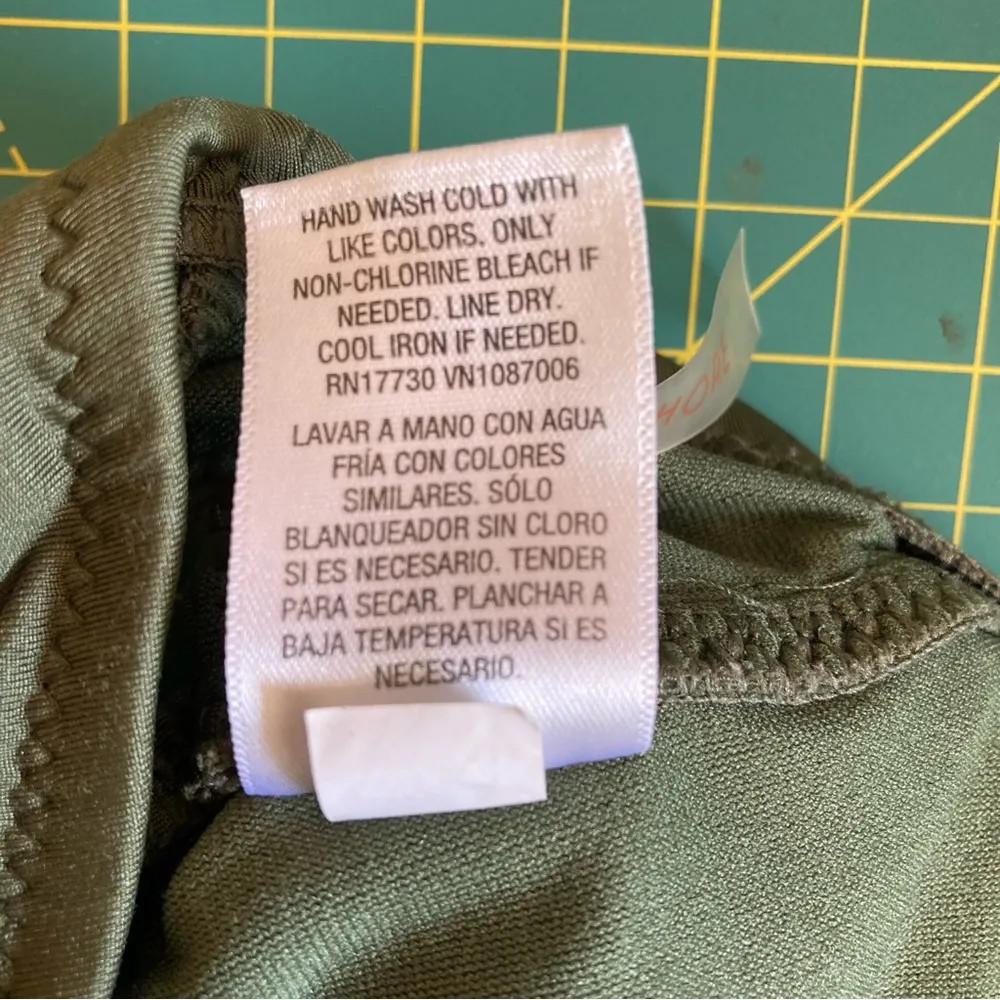 HAND WASH COLD WITH
LIKE COLORS. ONLY
NON-CHLORINE BLEACH IF
NEEDED. LINE DRY.
COOL IRON IF NEEDED.
RN17730 VN1087006
LAVAR A MANO CON AGUA
FRÍA CON COLORES
SIMILARES. SÓLO
BLANQUEADOR SIN CLORO
SI ES NECESARIO. TENDER
PARA SECAR. PLANCHAR A
BAJA TEMPERATURA SI ES
NECESARIO.